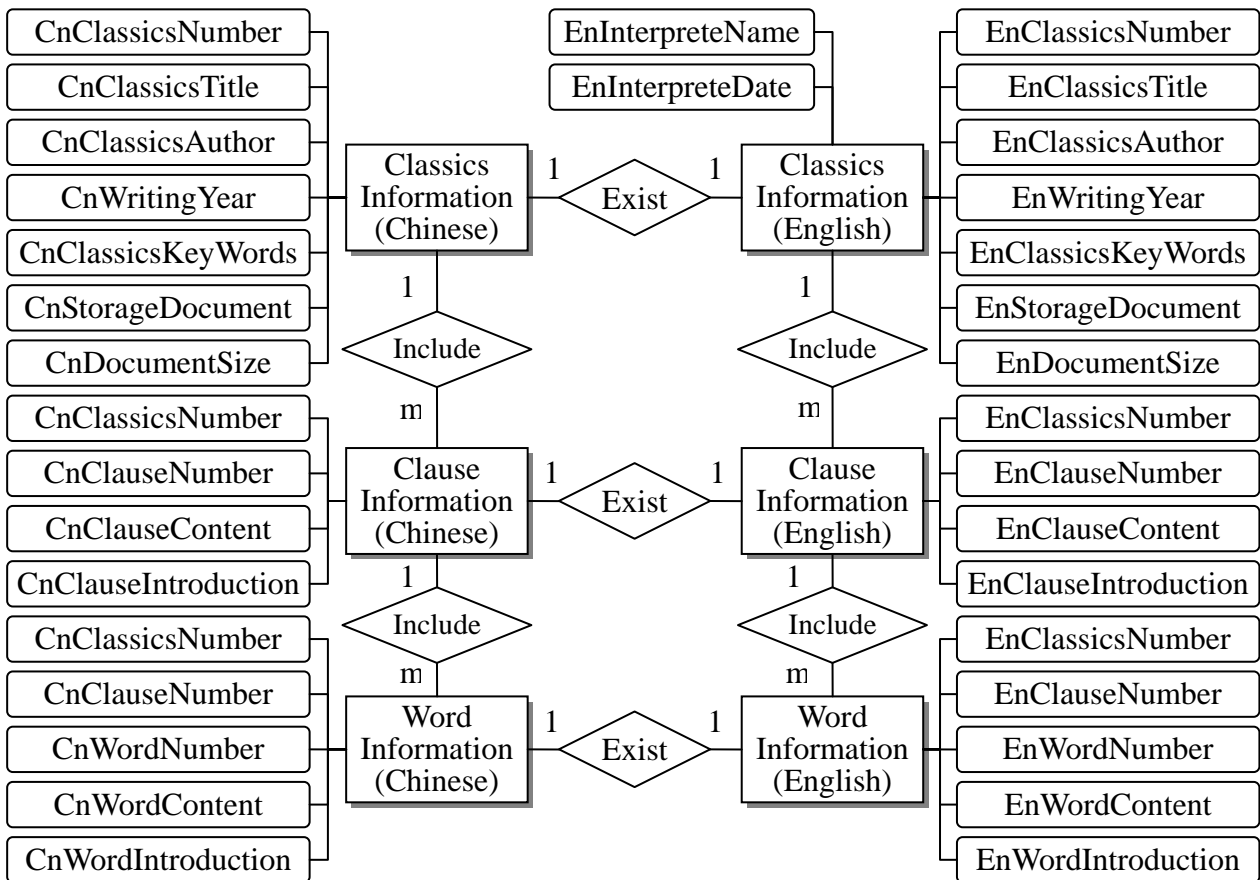 CnClassicsNumber
CnClassicsTitle
CnClassicsAuthor
CnWritingYear
CnClassicsKeyWords
CnStorageDocument
CnDocumentSize
CnClassicsNumber
CnClauseNumber
CnClauseContent
CnClauseIntroduction
CnClassicsNumber
CnClauseNumber
CnWordNumber
CnWordContent
CnWordIntroduction
EnInterpreteName
EnInterpreteDate
Classics
Information
(Chinese)
1
Exist
1
Classics
Information
(English)
1
Include
m
1
Include
m
Clause
Information
(Chinese)
1
Exist
1
Clause
Information
(English)
1
Include
m
1
Include
m
Word
Information
(Chinese)
1
Exist
1
Word
Information
(English)
EnClassicsNumber
EnClassicsTitle
EnClassicsAuthor
EnWritingYear
EnClassicsKeyWords
EnStorageDocument
EnDocumentSize
EnClassicsNumber
EnClauseNumber
EnClauseContent
EnClauseIntroduction
EnClassicsNumber
EnClauseNumber
EnWordNumber
EnWordContent
EnWordIntroduction